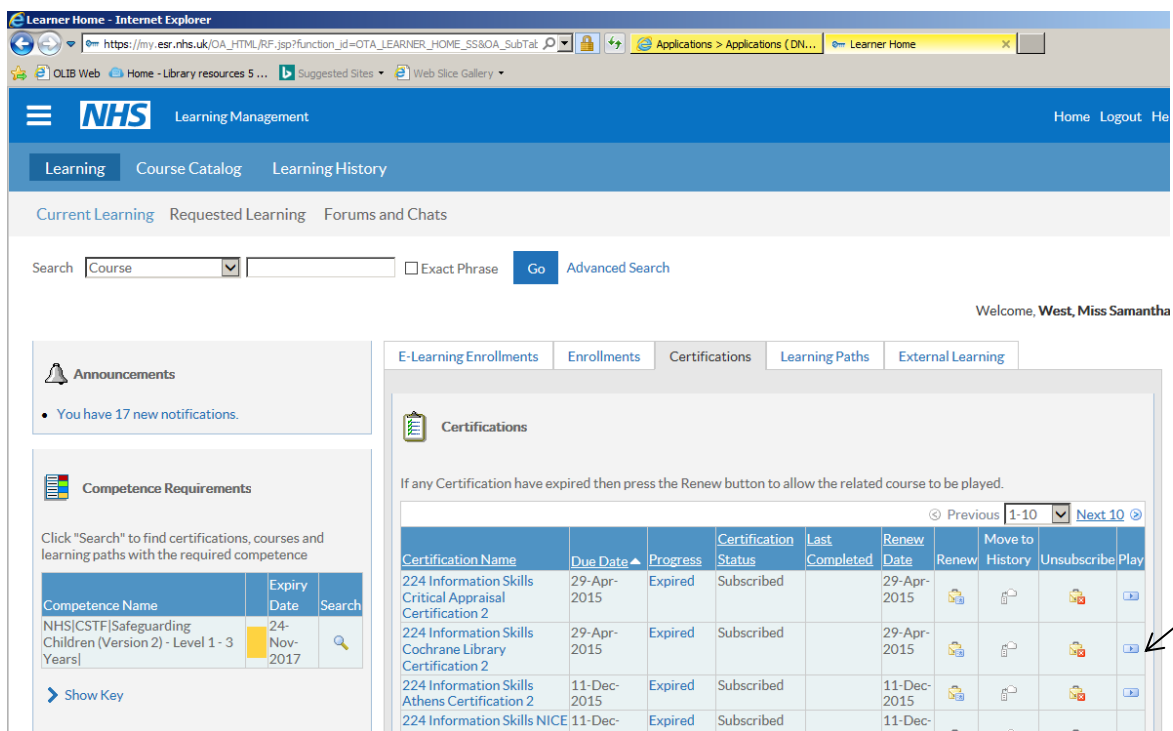 Learner Home - Internet Explorer
https://my.esr.nhs.uk/OA_HTML/RF.jsp?function_id=OTA_LEARNER_HOME_SS&OA_SubTab
Applications > Applications ( DN...
Learner Home
OLIB Web
Home - Library resources 5 ...
Suggested Sites
Web Slice Gallery
NHS Learning Management
Home Logout He
Learning Course Catalog Learning History
Current Learning Requested Learning Forums and Chats
Search Course Exact Phrase Go Advanced Search
Welcome, West, Miss Samantha
Announcements
You have 17 new notifications.
Competence Requirements
Click "Search" to find certifications, courses and
learning paths with the required competence
Competence Name Expiry Date Search
NHS|CSTF|Safeguarding
Children (Version 2) - Level 1 - 3
Years|
24-
Nov-
2017
Show Key
E-Learning Enrollments Enrollments Certifications Learning Paths External Learning
Certifications
If any Certification have expired then press the Renew button to allow the related course to be played.
Previous 1-10 Next 10
Certification Name Due Date Progress Certification Status Last Completed Renew Date Renew Move to History Unsubscribe Play
224 Information Skills
Critical Appraisal
Certification 2
29-Apr-
2015
Expired Subscribed
29-Apr-
2015
224 Information Skills
Cochrane Library
Certification 2
29-Apr-
2015
Expired Subscribed
29-Apr-
2015
224 Information Skills
Athens Certification 2
11-Dec-
2015
Expired Subscribed
11-Dec-
2015
224 Information Skills NICE 11-Dec- Expired Subscribed 11-Dec-